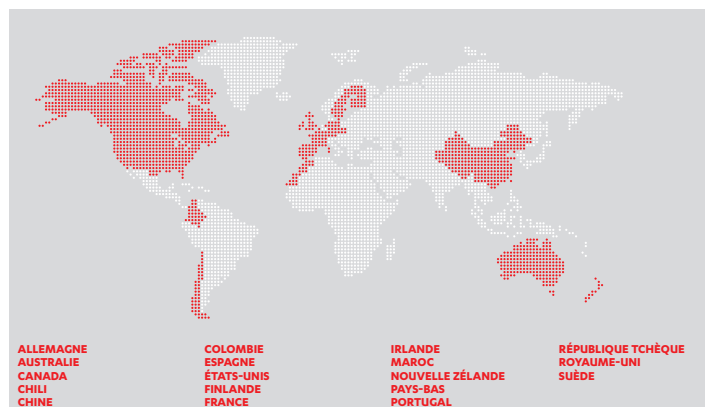 ALLEMAGNE
AUSTRALIE
CANADA
CHILI
CHINE
COLOMBIE
ESPAGNE
ÉTATS-UNIS
FINLANDE
FRANCE
IRLANDE
MAROC
NOUVELLE ZÉLANDE
PAYS-BAS
PORTUGAL
RÉPUBLIQUE TCHÈQUE
ROYAUME-UNI
SUÈDE